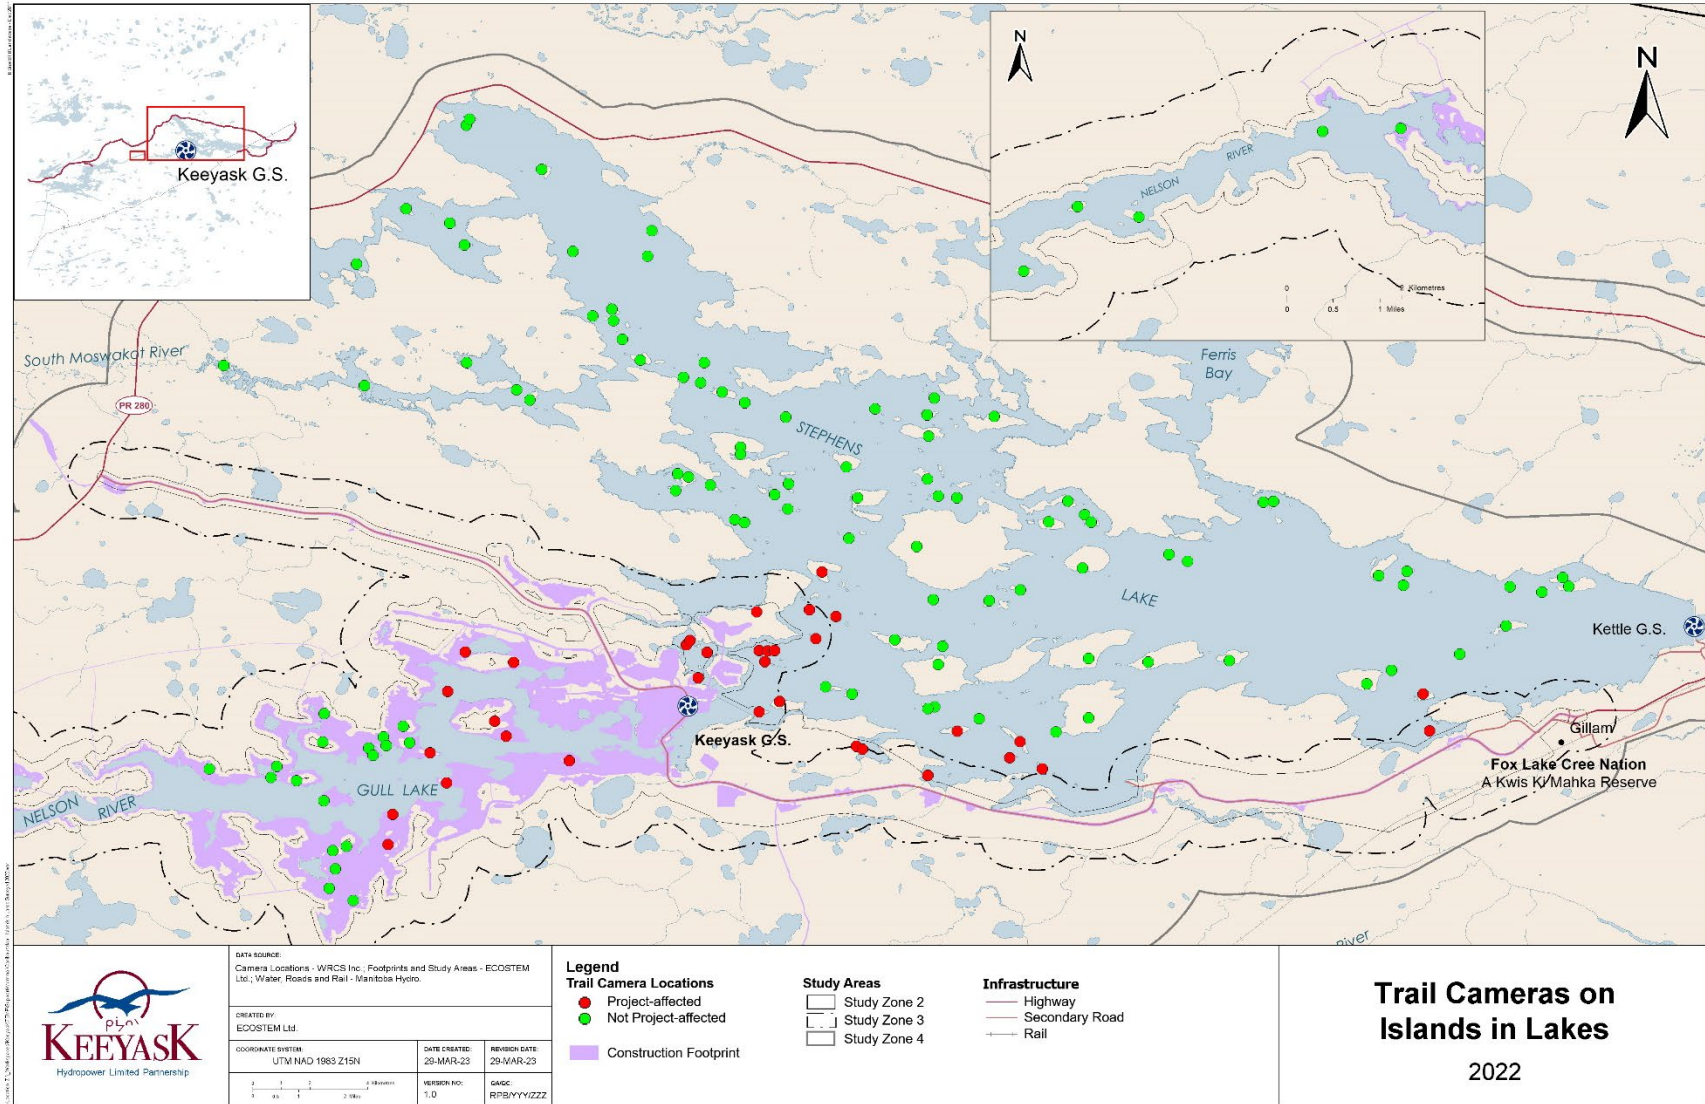 Keeyask G.S.
N
N
NELSON
RIVER
0
2 Kilometres
0
0.5
1 Miles
South Moswakot River
PR 280
Ferris
Bay
STEPHENS
LAKE
Kettle G.S.
Keeyask G.S.
Gillam
Fox Lake Cree Nation
A Kwis Ki Mahka Reserve
GULL LAKE
NELSON
RIVER
River
KEEYASK
Hydropower Limited Partnership
DATA SOURCE:
Camera Locations - WRCS Inc.; Footprints and Study Areas - ECOSTEM
Ltd.; Water, Roads and Rail - Manitoba Hydro.
CREATED BY:
ECOSTEM Ltd.
COORDINATE SYSTEM:
UTM NAD 1983 Z15N
DATE CREATED:
29-MAR-23
REVISION DATE:
29-MAR-23
VERSION NO:
1.0
QA/QC:
RPB/YYY/ZZZ
Legend
Trail Camera Locations
Project-affected
Not Project-affected
Construction Footprint
Study Areas
Study Zone 2
Study Zone 3
Study Zone 4
Infrastructure
Highway
Secondary Road
Rail
Trail Cameras on
Islands in Lakes
2022